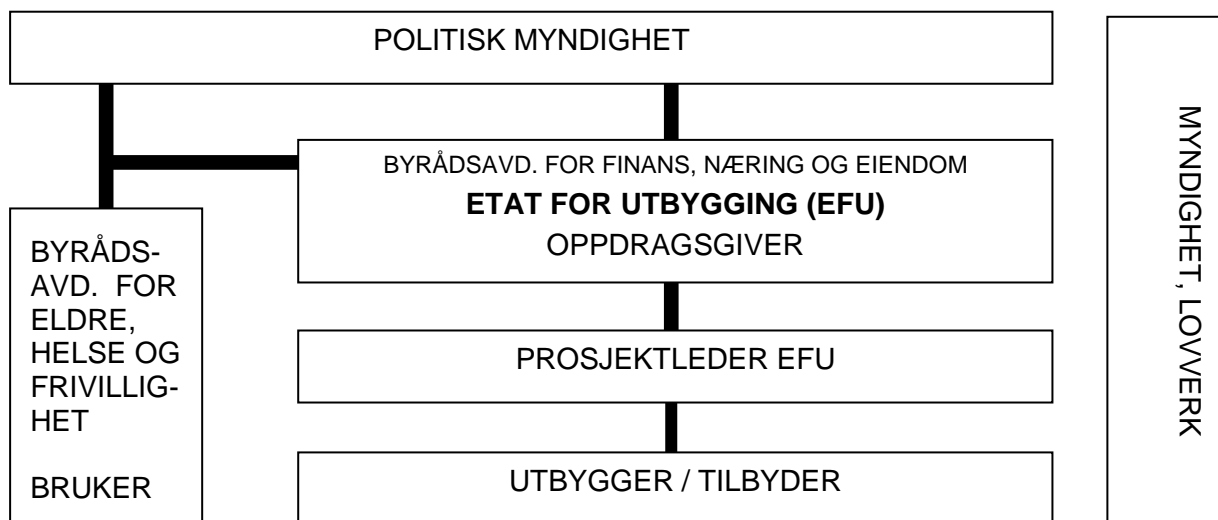 POLITISK MYNDIGHET
BYRÅDSAVD. FOR FINANS, NÆRING OG EIENDOM
ETAT FOR UTBYGGING (EFU)
OPPDRAGSGIVER
BYRÅDS-
AVD. FOR
ELDRE,
HELSE OG
FRIVILLIG-
HET
BRUKER
PROSJEKTLEDER EFU
UTBYGGER / TILBYDER
MYNDIGHET, LOVVERK